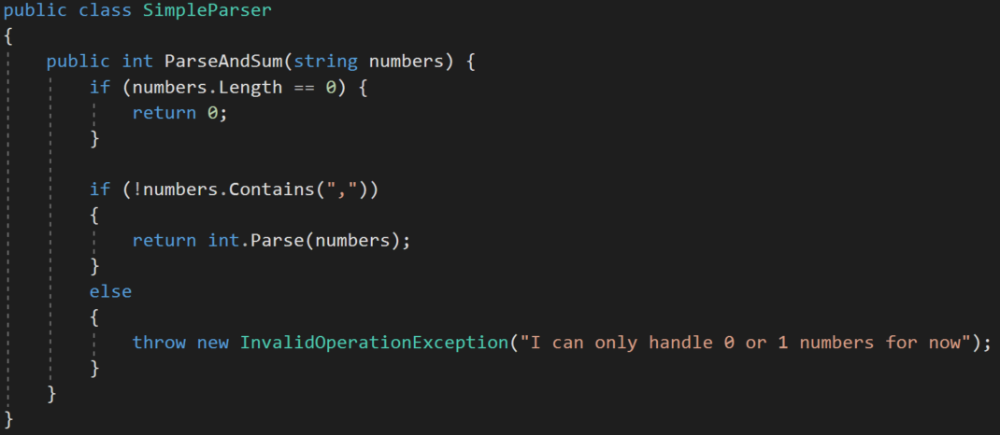 public class SimpleParser
{
    public int ParseAndSum(string numbers) {
        if (numbers.Length == 0) {
            return 0;
        }

        if (!numbers.Contains(","))
        {
            return int.Parse(numbers);
        }
        else
        {
            throw new InvalidOperationException("I can only handle 0 or 1 numbers for now");
        }
    }
}